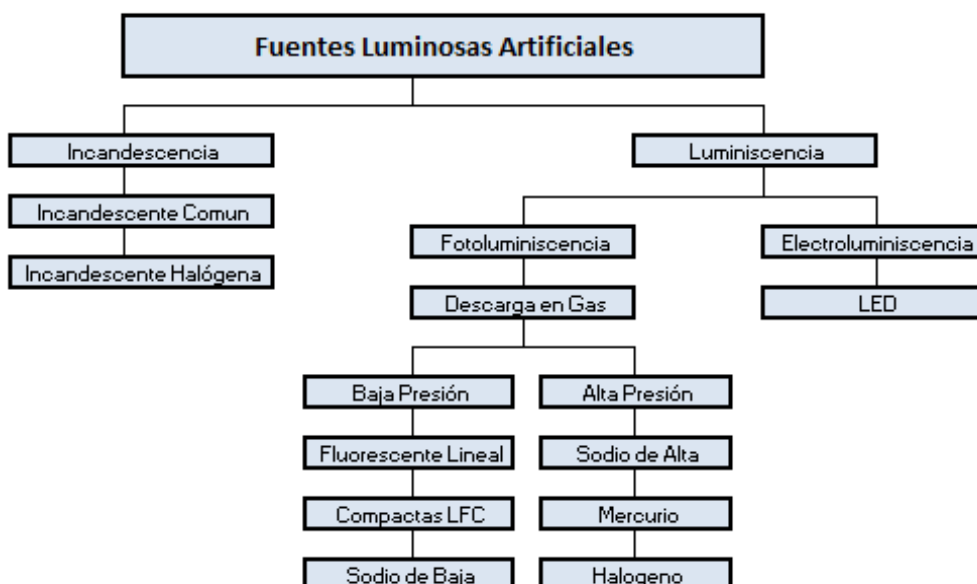 Fuentes Luminosas Artificiales
Incandescencia
Luminiscencia
Incandescente Comun
Fotoluminiscencia
Electroluminiscencia
Incandescente Halógena
Descarga en Gas
LED
Baja Presión
Alta Presión
Fluorescente Lineal
Sodio de Alta
Compactas LFC
Mercurio
Sodio de Baja
Halogeno